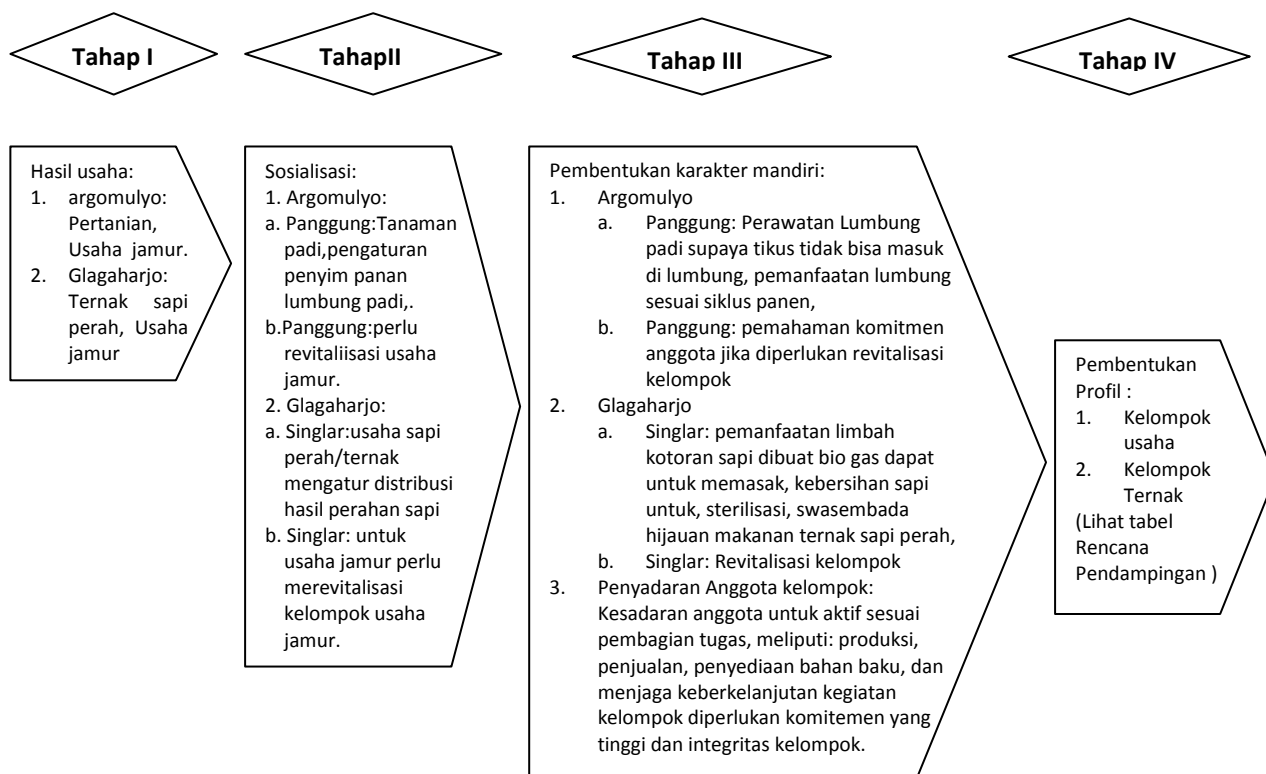 Tahap I
TahapII
Tahap III
Tahap IV
Hasil usaha:
1. argomulyo:
Pertanian,
Usaha jamur.
2. Glagaharjo:
Ternak sapi
perah, Usaha
jamur
Sosialisasi:
1. Argomulyo:
a. Panggung:Tanaman
padi,pengaturan
penyim panan
lumbung padi,.
b.Panggung:perlu
revitaliisasi usaha
jamur.
2. Glagaharjo:
a. Singlar:usaha sapi
perah/ternak
mengatur distribusi
hasil perahan sapi
b. Singlar: untuk
usaha jamur perlu
merevitalisasi
kelompok usaha
jamur.
Pembentukan karakter mandiri:
1. Argomulyo
a. Panggung: Perawatan Lumbung
padi supaya tikus tidak bisa masuk
di lumbung, pemanfaatan lumbung
sesuai siklus panen,
b. Panggung: pemahaman komitmen
anggota jika diperlukan revitalisasi
kelompok
2. Glagaharjo
a. Singlar: pemanfaatan limbah
kotoran sapi dibuat bio gas dapat
untuk memasak, kebersihan sapi
untuk, sterilisasi, swasembada
hijauan makanan ternak sapi perah,
b. Singlar: Revitalisasi kelompok
3. Penyadaran Anggota kelompok:
Kesadaran anggota untuk aktif sesuai
pembagian tugas, meliputi: produksi,
penjualan, penyediaan bahan baku, dan
menjaga keberkelanjutan kegiatan
kelompok diperlukan komitemen yang
tinggi dan integritas kelompok.
Pembentukan
Profil :
1. Kelompok
usaha
2. Kelompok
Ternak
(Lihat tabel
Rencana
Pendampingan )